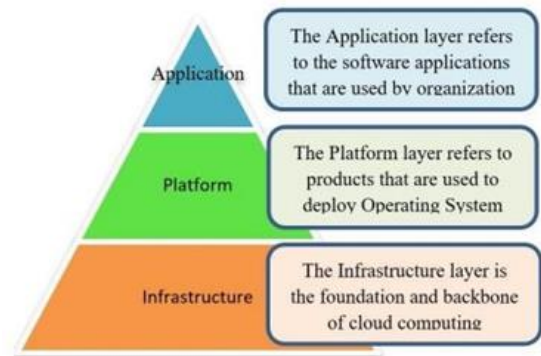 Application
The Application layer refers
to the software applications
that are used by organization
Platform
The Platform layer refers to
products that are used to
deploy Operating System
Infrastructure
The Infrastructure layer is
the foundation and backbone
of cloud computing